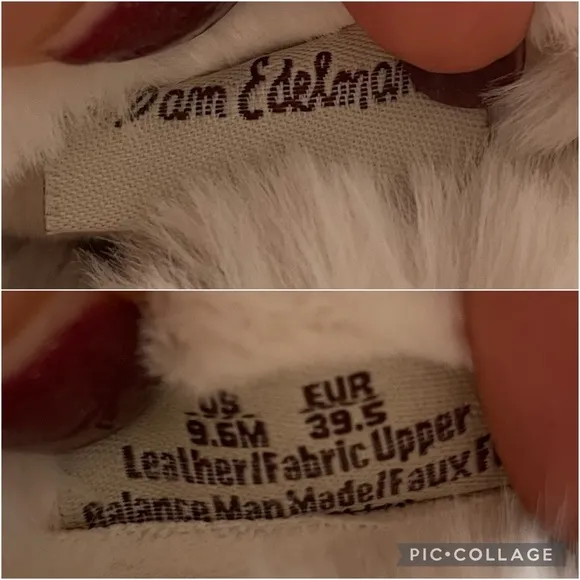 Sam Edelman
US EUR
9.5M 39.5
Leather/Fabric Upper
Balance Man Made/Faux
PIC•COLLAGE